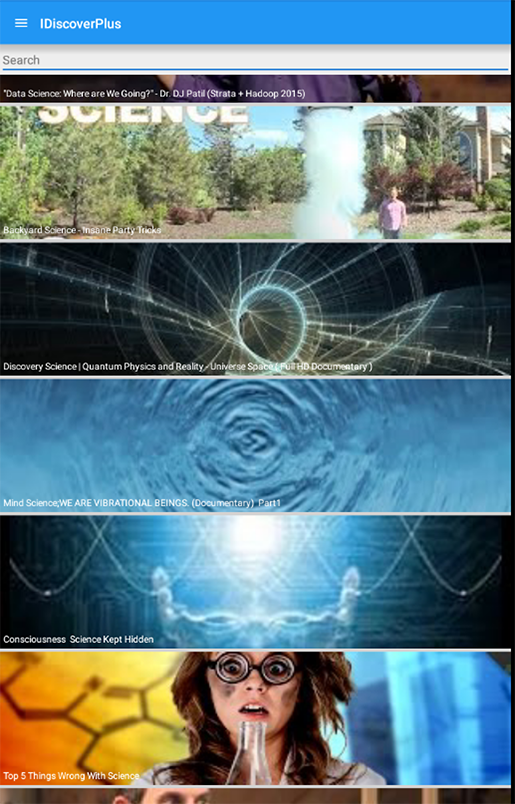 IDiscoverPlus
Search
"Data Science: Where are We Going?" - Dr. DJ Patil (Strata + Hadoop 2015)
SCIENCE
Backyard Science - Insane Party Tricks
Discovery Science | Quantum Physics and Reality - Universe Space ( Full HD Documentary )
Mind Science;WE ARE VIBRATIONAL BEINGS. (Documentary) Part1
Consciousness Science Kept Hidden
Top 5 Things Wrong With Science